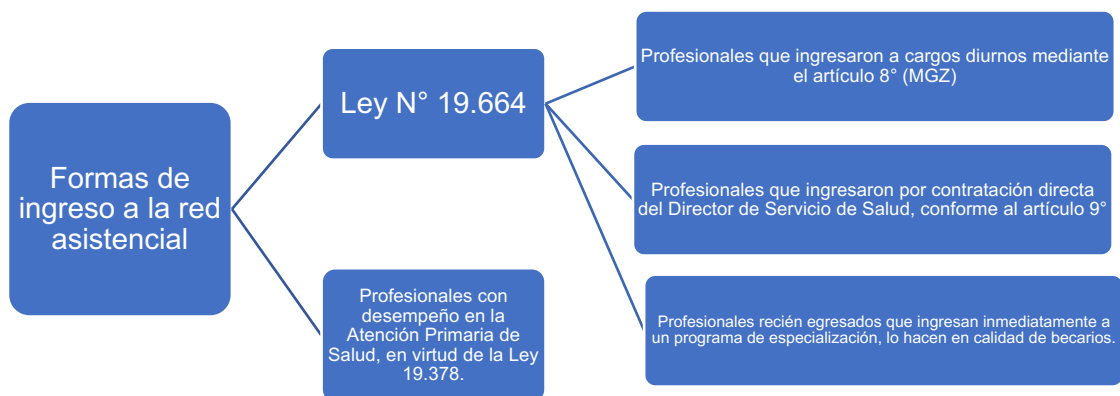 Formas de
ingreso a la red
asistencial
Ley N° 19.664
Profesionales con
desempeño en la
Atención Primaria de
Salud, en virtud de la Ley
19.378.
Profesionales que ingresaron a cargos diurnos mediante
el artículo 8° (MGZ)
Profesionales que ingresaron por contratación directa
del Director de Servicio de Salud, conforme al artículo 9°
Profesionales recién egresados que ingresan inmediatamente a
un programa de especialización, lo hacen en calidad de becarios.